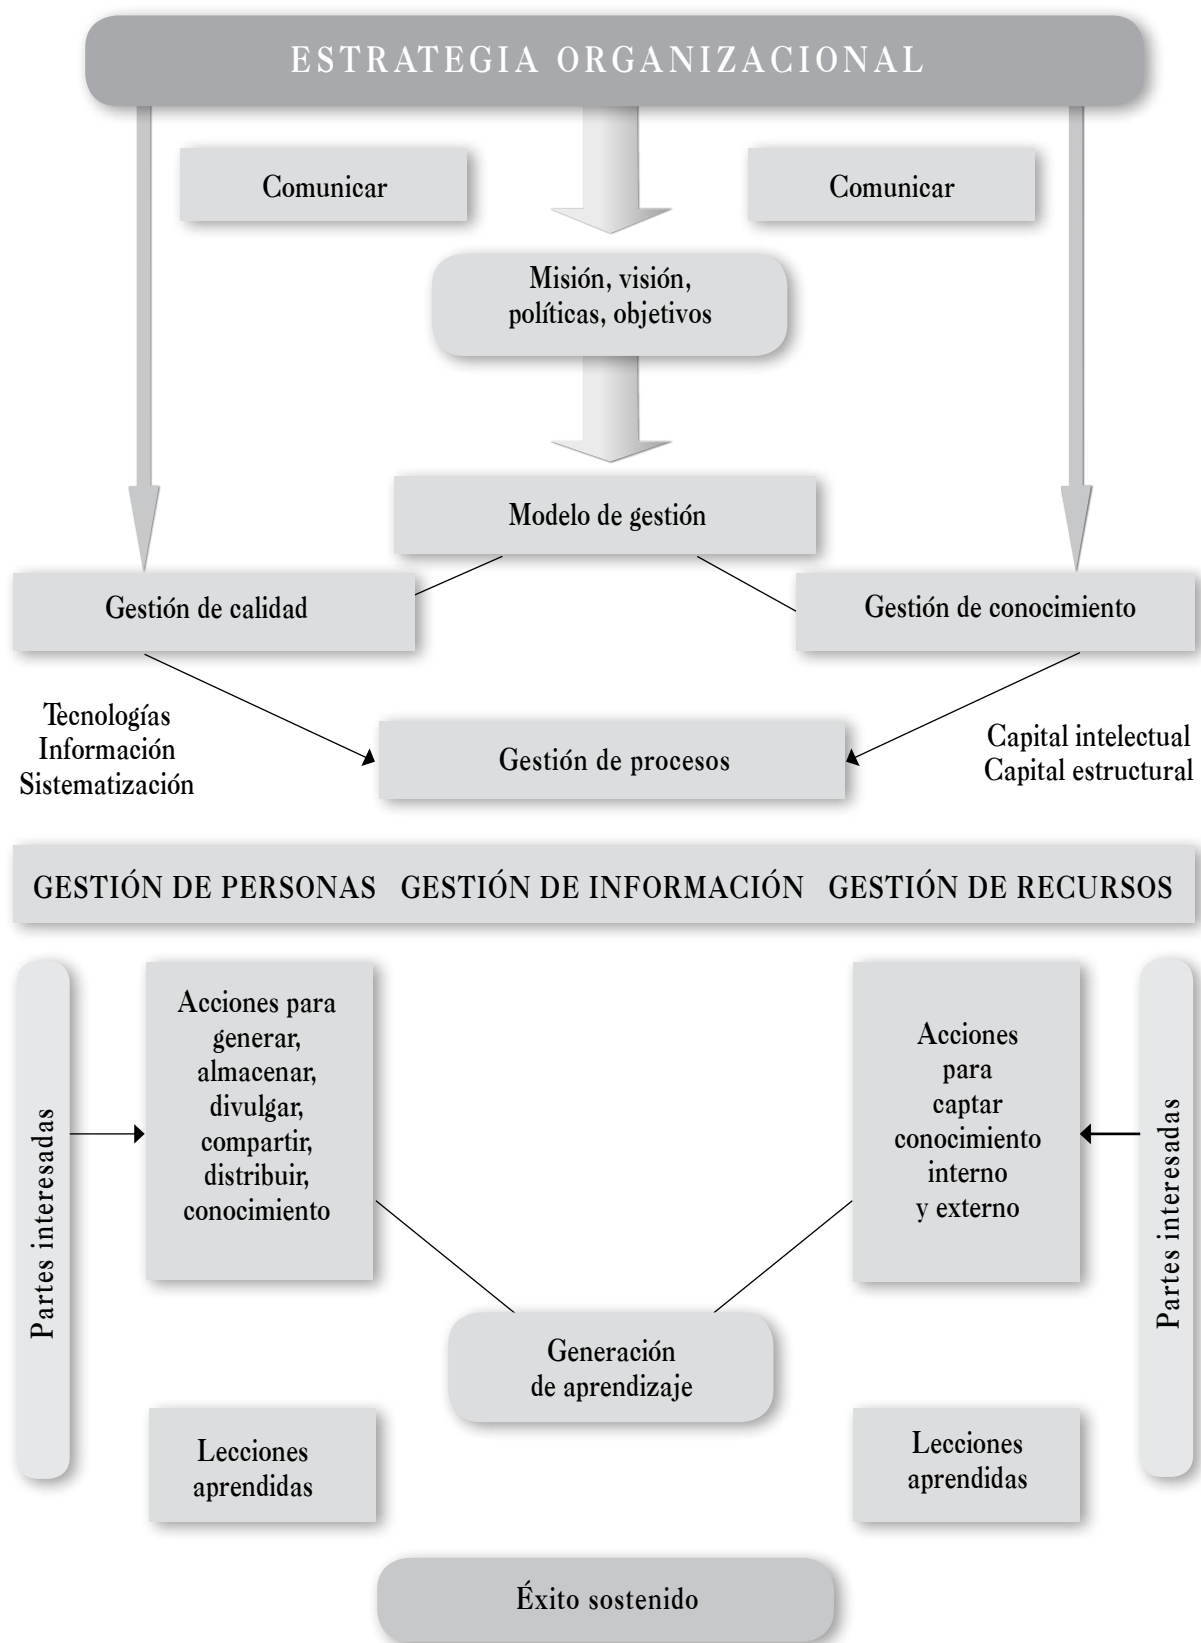 ESTRATEGIA ORGANIZACIONAL
Comunicar
Comunicar
Misión, visión,
políticas, objetivos
Modelo de gestión
Gestión de calidad
Gestión de conocimiento
Tecnologías
Información
Sistematización
Gestión de procesos
Capital intelectual
Capital estructural
GESTIÓN DE PERSONAS GESTIÓN DE INFORMACIÓN GESTIÓN DE RECURSOS
Partes interesadas
Acciones para
generar,
almacenar,
divulgar,
compartir,
distribuir,
conocimiento
Acciones
para
captar
conocimiento
interno
y externo
Partes interesadas
Generación
de aprendizaje
Lecciones
aprendidas
Lecciones
aprendidas
Éxito sostenido